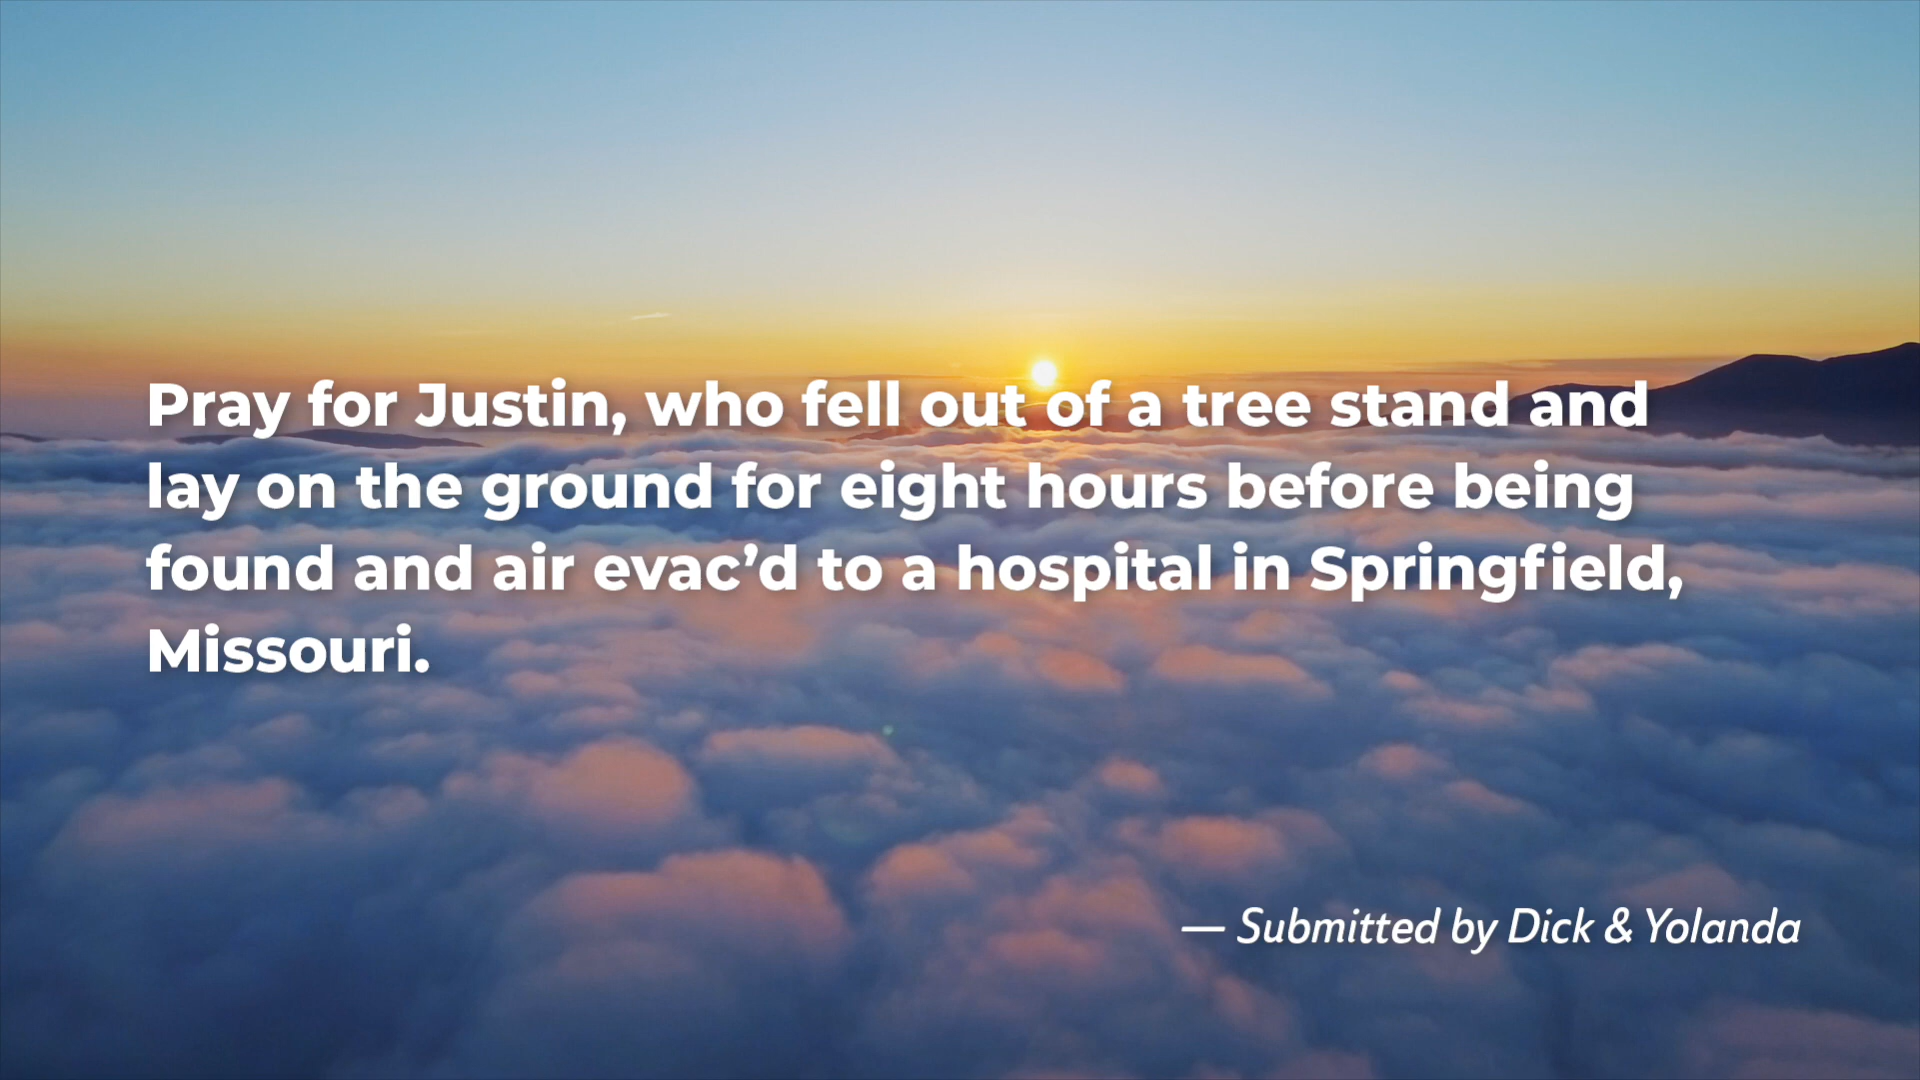 Pray for Justin, who fell out of a tree stand and
lay on the ground for eight hours before being
found and air evac’d to a hospital in Springfield,
Missouri.
— Submitted by Dick & Yolanda